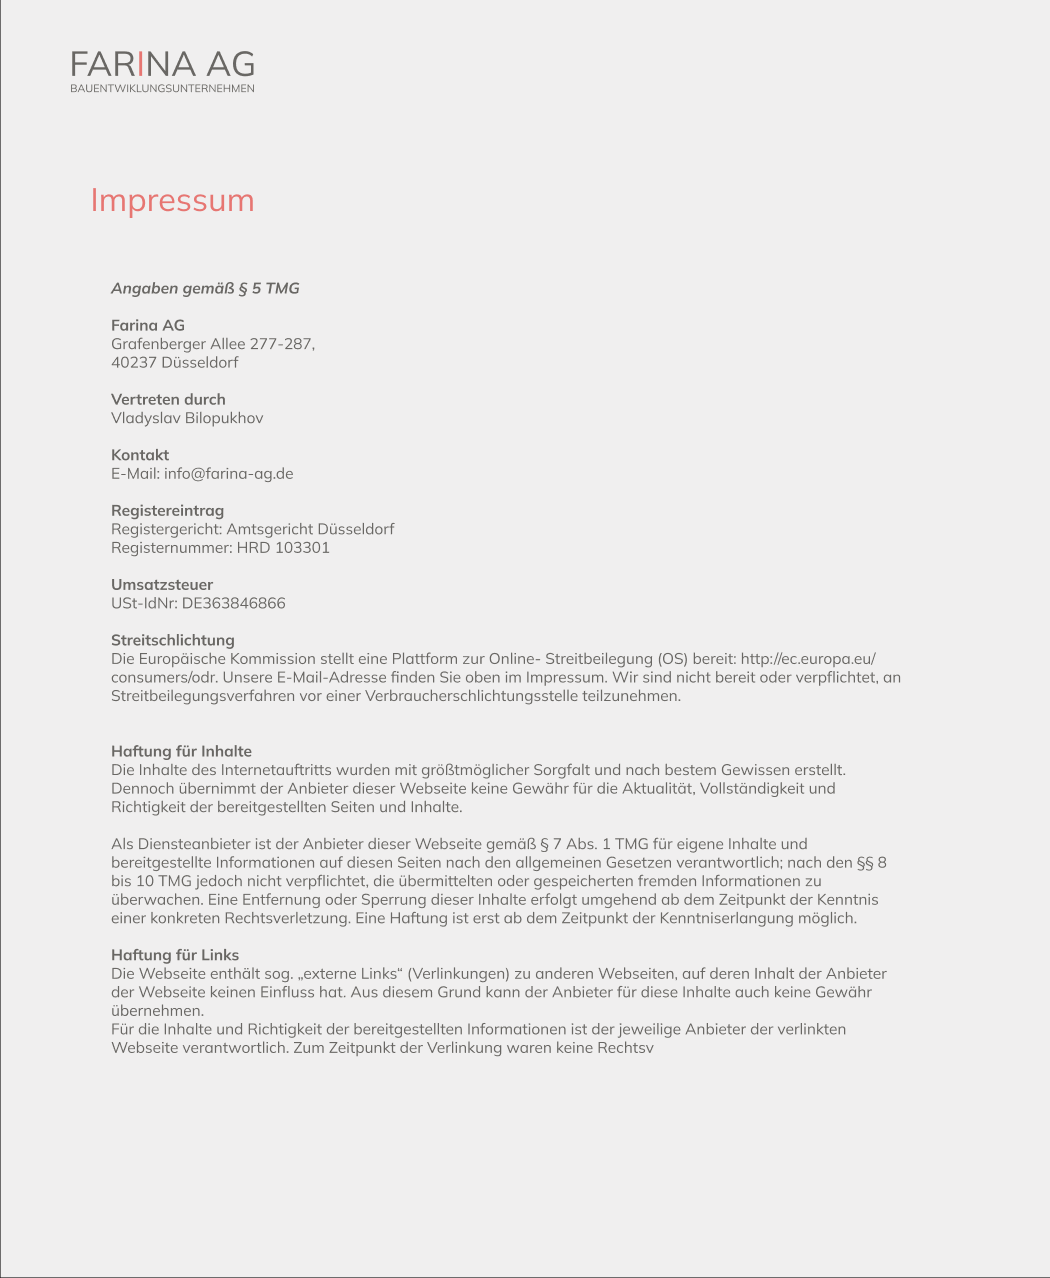 FARINA AG
BAUENTWIKLUNGSUNTERNEHMEN
Impressum
Angaben gemäß § 5 TMG
Farina AG
Grafenberger Allee 277-287,
40237 Düsseldorf
Vertreten durch
Vladyslav Bilopukhov
Kontakt
E-Mail: info@farina-ag.de
Registereintrag
Registergericht: Amtsgericht Düsseldorf
Registernummer: HRD 103301
Umsatzsteuer
USt-IdNr: DE363846866
Streitschlichtung
Die Europäische Kommission stellt eine Plattform zur Online- Streitbeilegung (OS) bereit: http://ec.europa.eu/
consumers/odr. Unsere E-Mail-Adresse finden Sie oben im Impressum. Wir sind nicht bereit oder verpflichtet, an
Streitbeilegungsverfahren vor einer Verbraucherschlichtungsstelle teilzunehmen.
Haftung für Inhalte
Die Inhalte des Internetauftritts wurden mit größtmöglicher Sorgfalt und nach bestem Gewissen erstellt.
Dennoch übernimmt der Anbieter dieser Webseite keine Gewähr für die Aktualität, Vollständigkeit und
Richtigkeit der bereitgestellten Seiten und Inhalte.
Als Diensteanbieter ist der Anbieter dieser Webseite gemäß § 7 Abs. 1 TMG für eigene Inhalte und
bereitgestellte Informationen auf diesen Seiten nach den allgemeinen Gesetzen verantwortlich; nach den §§ 8
bis 10 TMG jedoch nicht verpflichtet, die übermittelten oder gespeicherten fremden Informationen zu
überwachen. Eine Entfernung oder Sperrung dieser Inhalte erfolgt umgehend ab dem Zeitpunkt der Kenntnis
einer konkreten Rechtsverletzung. Eine Haftung ist erst ab dem Zeitpunkt der Kenntniserlangung möglich.
Haftung für Links
Die Webseite enthält sog. „externe Links“ (Verlinkungen) zu anderen Webseiten, auf deren Inhalt der Anbieter
der Webseite keinen Einfluss hat. Aus diesem Grund kann der Anbieter für diese Inhalte auch keine Gewähr
übernehmen.
Für die Inhalte und Richtigkeit der bereitgestellten Informationen ist der jeweilige Anbieter der verlinkten
Webseite verantwortlich. Zum Zeitpunkt der Verlinkung waren keine Rechtsv